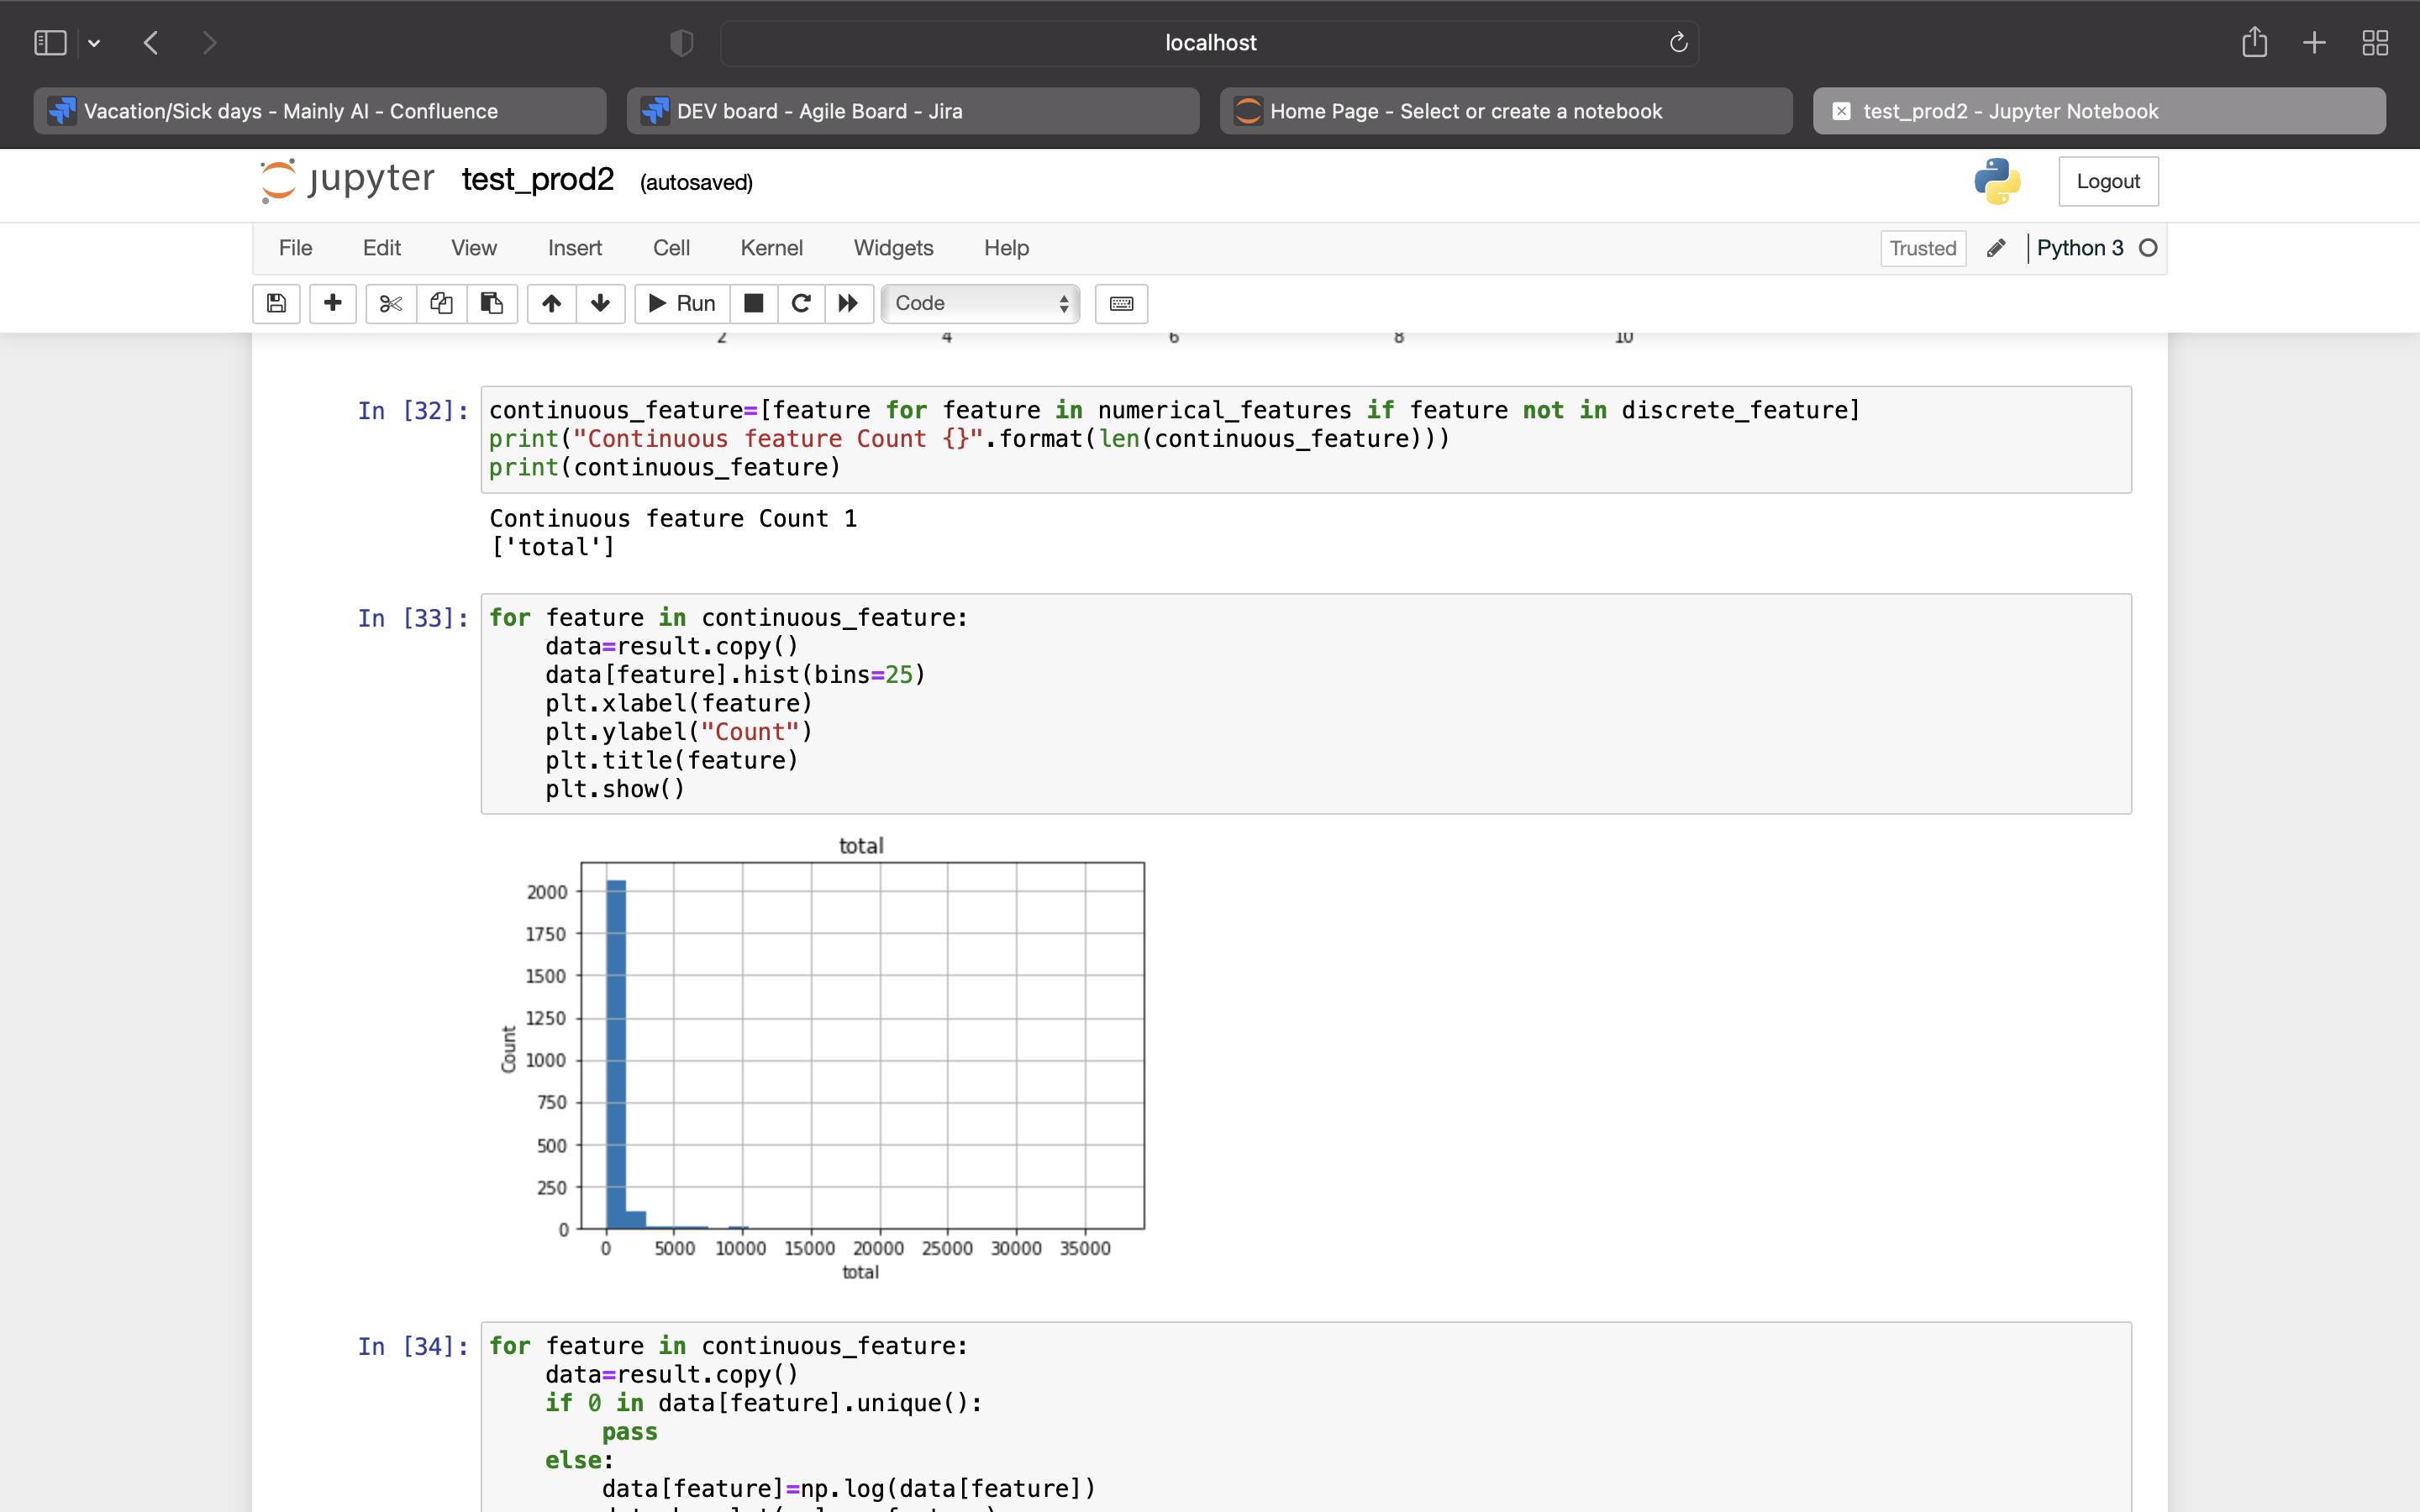 localhost
Vacation/Sick days - Mainly AI - Confluence
DEV board - Agile Board - Jira
Home Page - Select or create a notebook
test_prod2 - Jupyter Notebook
jupyter test_prod2 (autosaved)
Logout
File Edit View Insert Cell Kernel Widgets Help
Trusted
Python 3
Run
Code
2 4 6 8 10
In [32]:
continuous_feature=[feature for feature in numerical_features if feature not in discrete_feature]
print("Continuous feature Count {}".format(len(continuous_feature)))
print(continuous_feature)
Continuous feature Count 1
['total']
In [33]:
for feature in continuous_feature:
    data=result.copy()
    data[feature].hist(bins=25)
    plt.xlabel(feature)
    plt.ylabel("Count")
    plt.title(feature)
    plt.show()
total
2000
1750
1500
1250
1000
750
500
250
0
Count
0 5000 10000 15000 20000 25000 30000 35000
total
In [34]:
for feature in continuous_feature:
    data=result.copy()
    if 0 in data[feature].unique():
        pass
    else:
        data[feature]=np.log(data[feature])